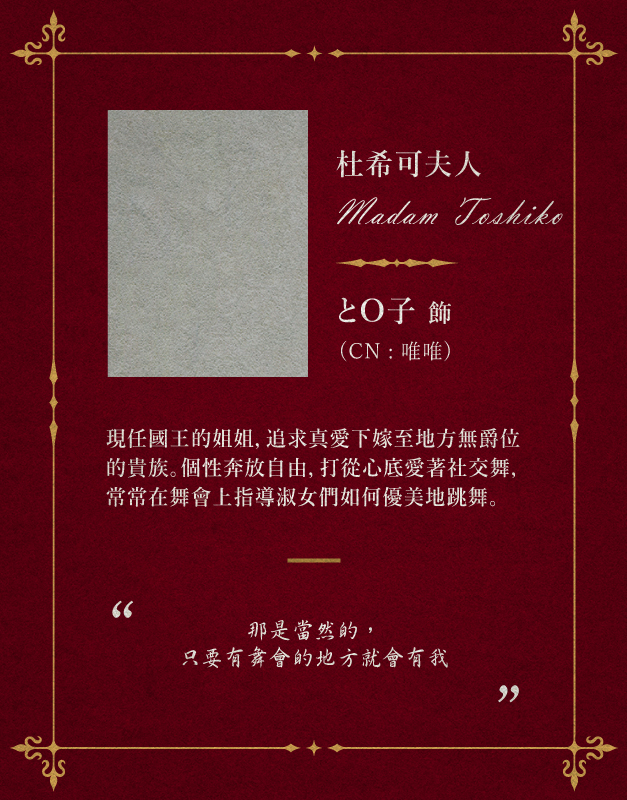 杜希可夫人
Madam Toshiko
とO子 飾
（CN：唯唯）
現任國王的姐姐，追求真愛下嫁至地方無爵位
的貴族。個性奔放自由，打從心底愛著社交舞，
常常在舞會上指導淑女們如何優美地跳舞。
“
那是當然的，
只要有舞會的地方就會有我
”